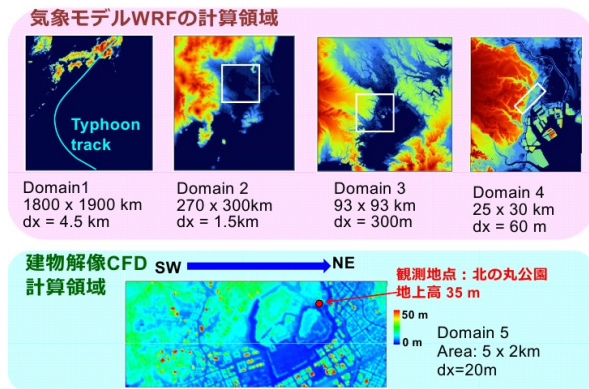 気象モデルWRFの計算領域
Typhoon
track
Domain1
1800 x 1900 km
dx = 4.5 km
Domain 2
270 x 300km
dx = 1.5km
Domain 3
93 x 93 km
dx = 300m
Domain 4
25 x 30 km
dx = 60 m
建物解像CFD
計算領域
SW
NE
観測地点：北の丸公園
地上高 35 m
50 m
0 m
Domain 5
Area: 5 x 2km
dx=20m